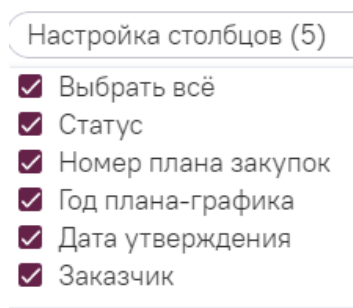 Настройка столбцов (5)
Выбрать всё
Статус
Номер плана закупок
Год плана-графика
Дата утверждения
Заказчик